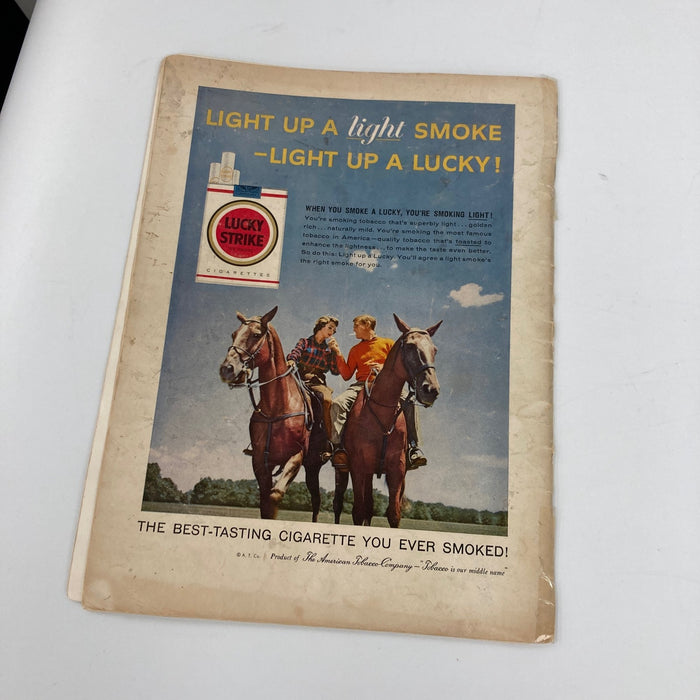 LIGHT UP A light SMOKE
–LIGHT UP A LUCKY!
LUCKY
STRIKE
CIGARETTES
WHEN YOU SMOKE A LUCKY, YOU'RE SMOKING LIGHT!
You're smoking tobacco that's superbly light...golden
rich...naturally mild. You're smoking the most famous
tobacco in America—quality tobacco that's toasted to
enhance the lightness...to make the taste even better.
So do this: Light up a Lucky. You'll agree a light smoke's
the right smoke for you.
THE BEST-TASTING CIGARETTE YOU EVER SMOKED!
© A. T. Co. Product of The American Tobacco Company – "Tobacco is our middle name"